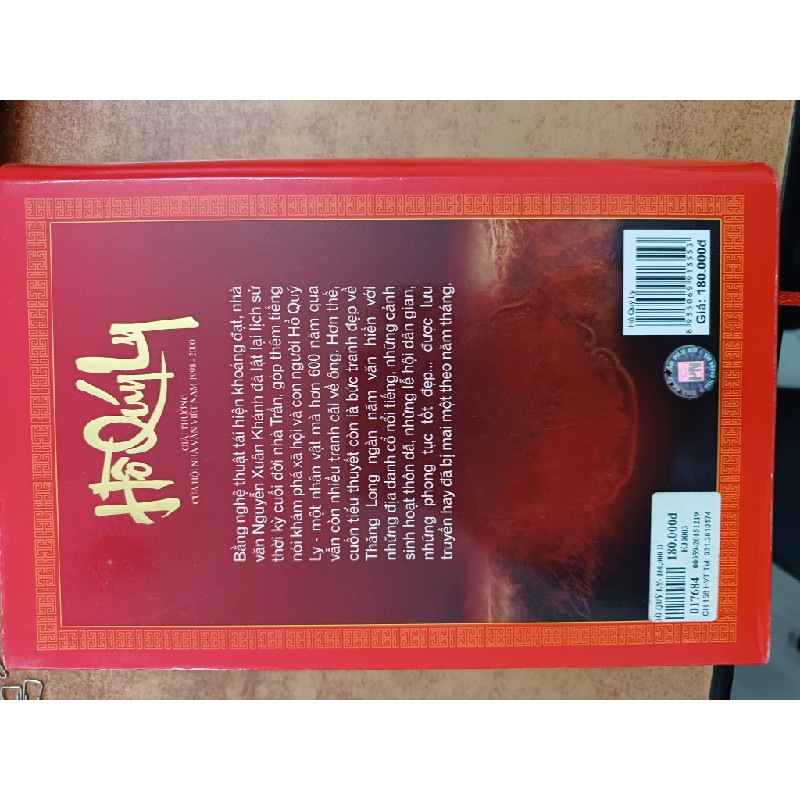 Hồ Quý Ly
GIẢI THƯỞNG
CỦA HỘI NHÀ VĂN VIỆT NAM 1998 - 2000
Bằng nghệ thuật tái hiện khoáng đạt, nhà
văn Nguyễn Xuân Khánh đã lật lại lịch sử
thời kỳ cuối đời nhà Trần, góp thêm tiếng
nói khám phá xã hội và con người Hồ Quý
Ly - một nhân vật mà hơn 600 năm qua
vẫn còn nhiều tranh cãi về ông. Hơn thế,
cuốn tiểu thuyết còn là bức tranh đẹp về
Thăng Long ngàn năm văn hiến với
những địa danh cổ nổi tiếng, những cảnh
sinh hoạt thôn dã, những lễ hội dân gian,
những phong tục tốt đẹp... được lưu
truyền hay đã bị mai một theo năm tháng.
Hồ Quý Ly
8 935069 913553
Giá: 180.000đ
180.000đ
017684 00059-20151219